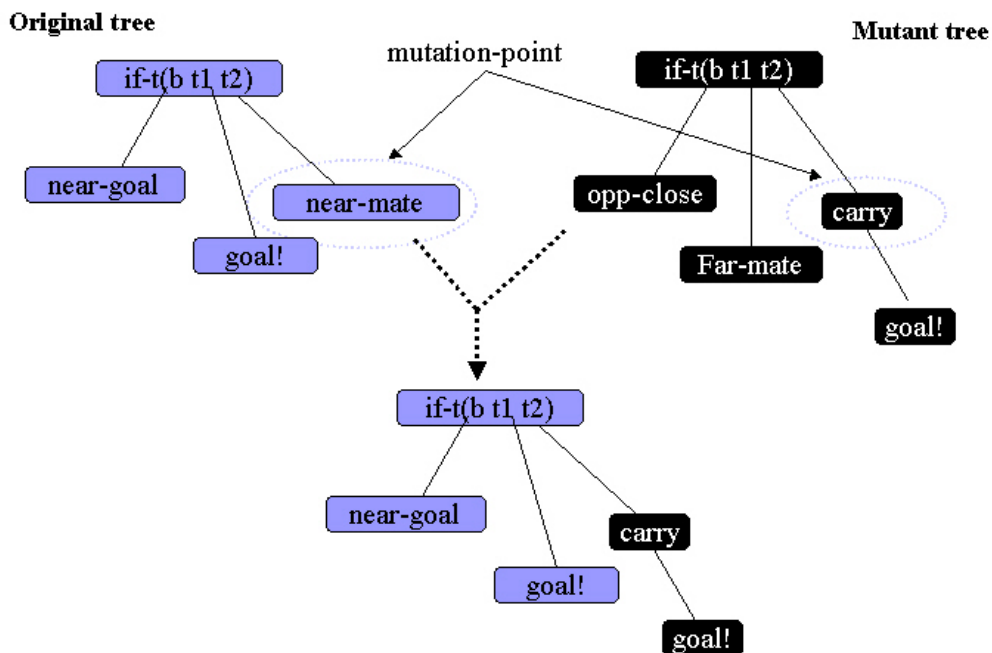 Original tree
Mutant tree
mutation-point
if-t(b t1 t2)
if-t(b t1 t2)
near-goal
near-mate
opp-close
carry
goal!
Far-mate
goal!
if-t(b t1 t2)
near-goal
carry
goal!
goal!